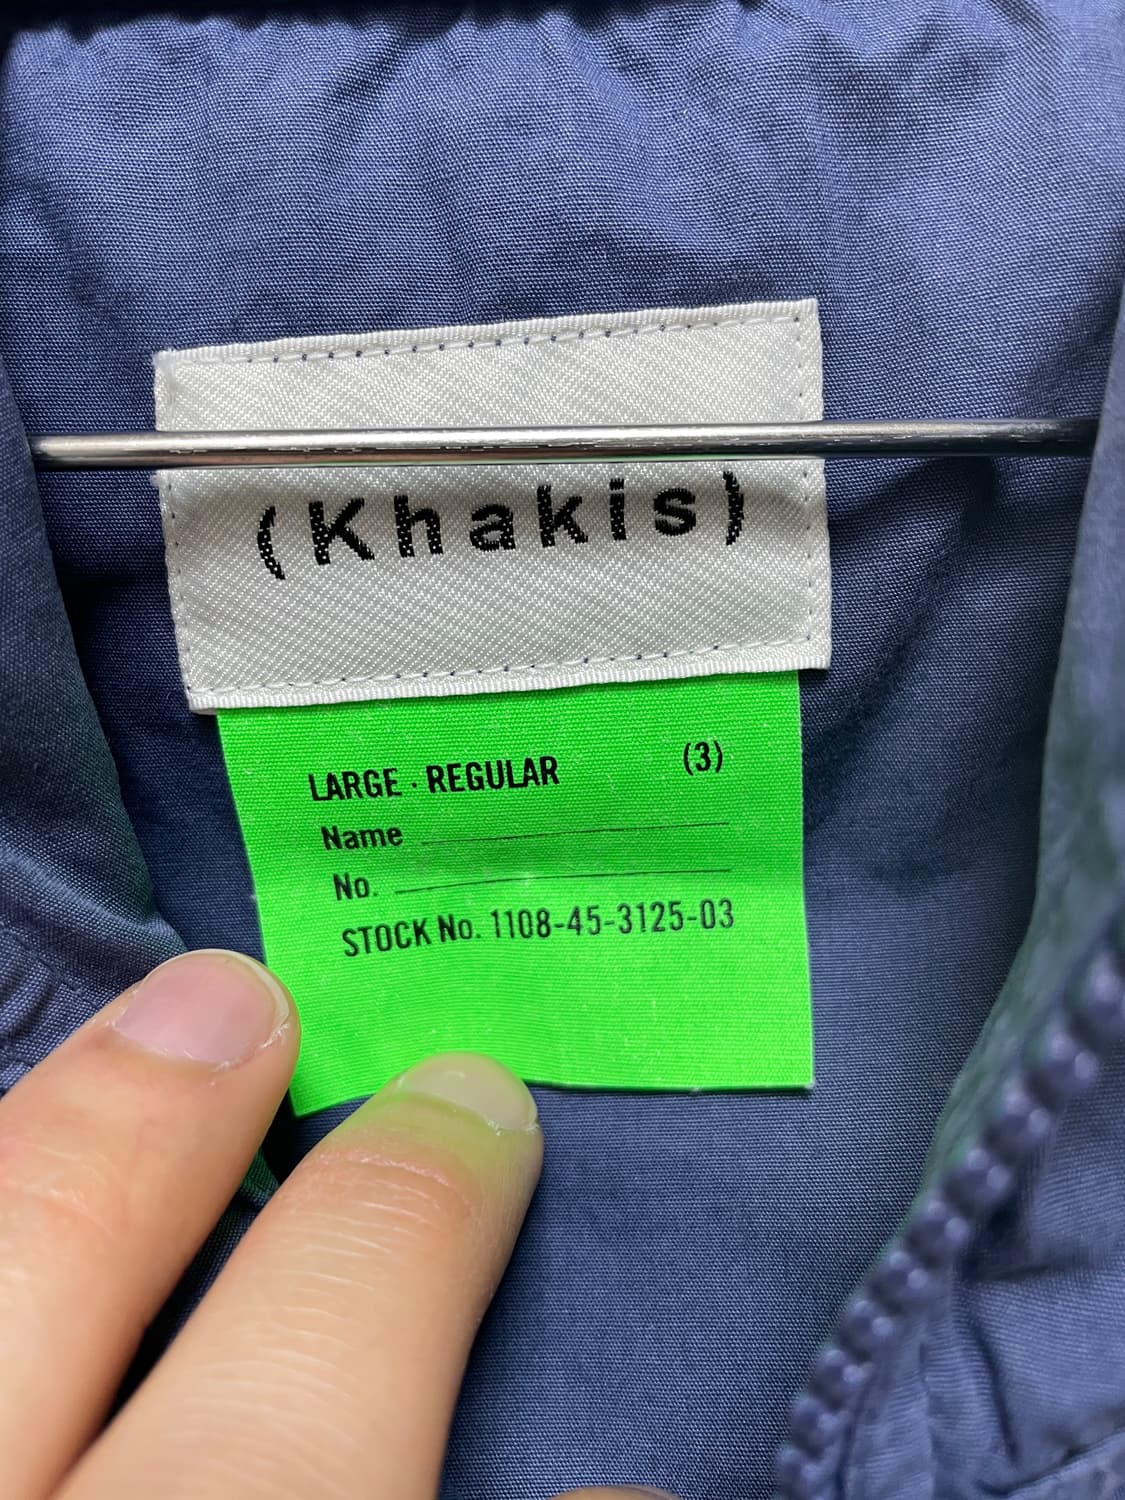 (Khakis)
LARGE · REGULAR (3)
Name
No.
STOCK No. 1108-45-3125-03